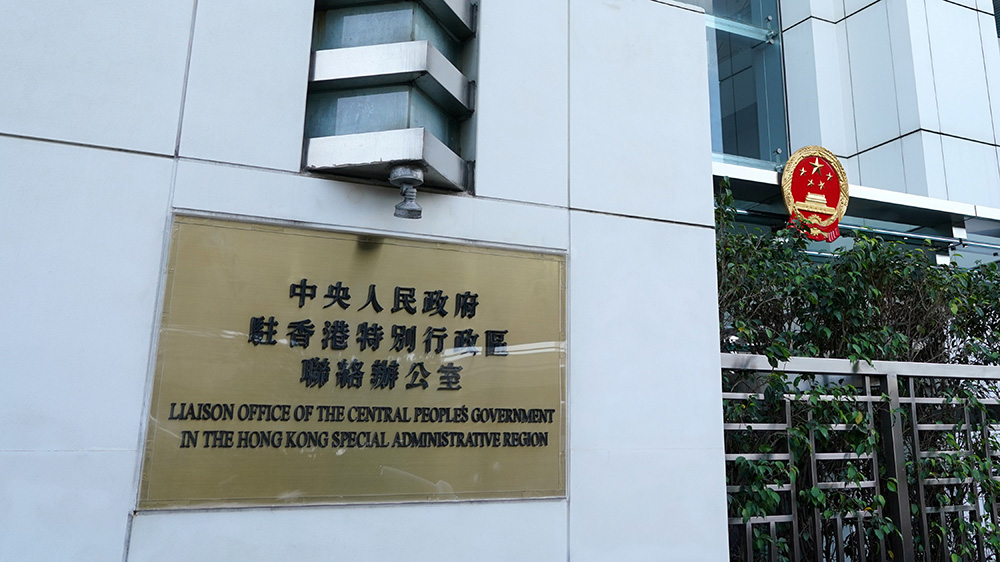 中央人民政府
駐香港特別行政區
聯絡辦公室
LIAISON OFFICE OF THE CENTRAL PEOPLE'S GOVERNMENT
IN THE HONG KONG SPECIAL ADMINISTRATIVE REGION